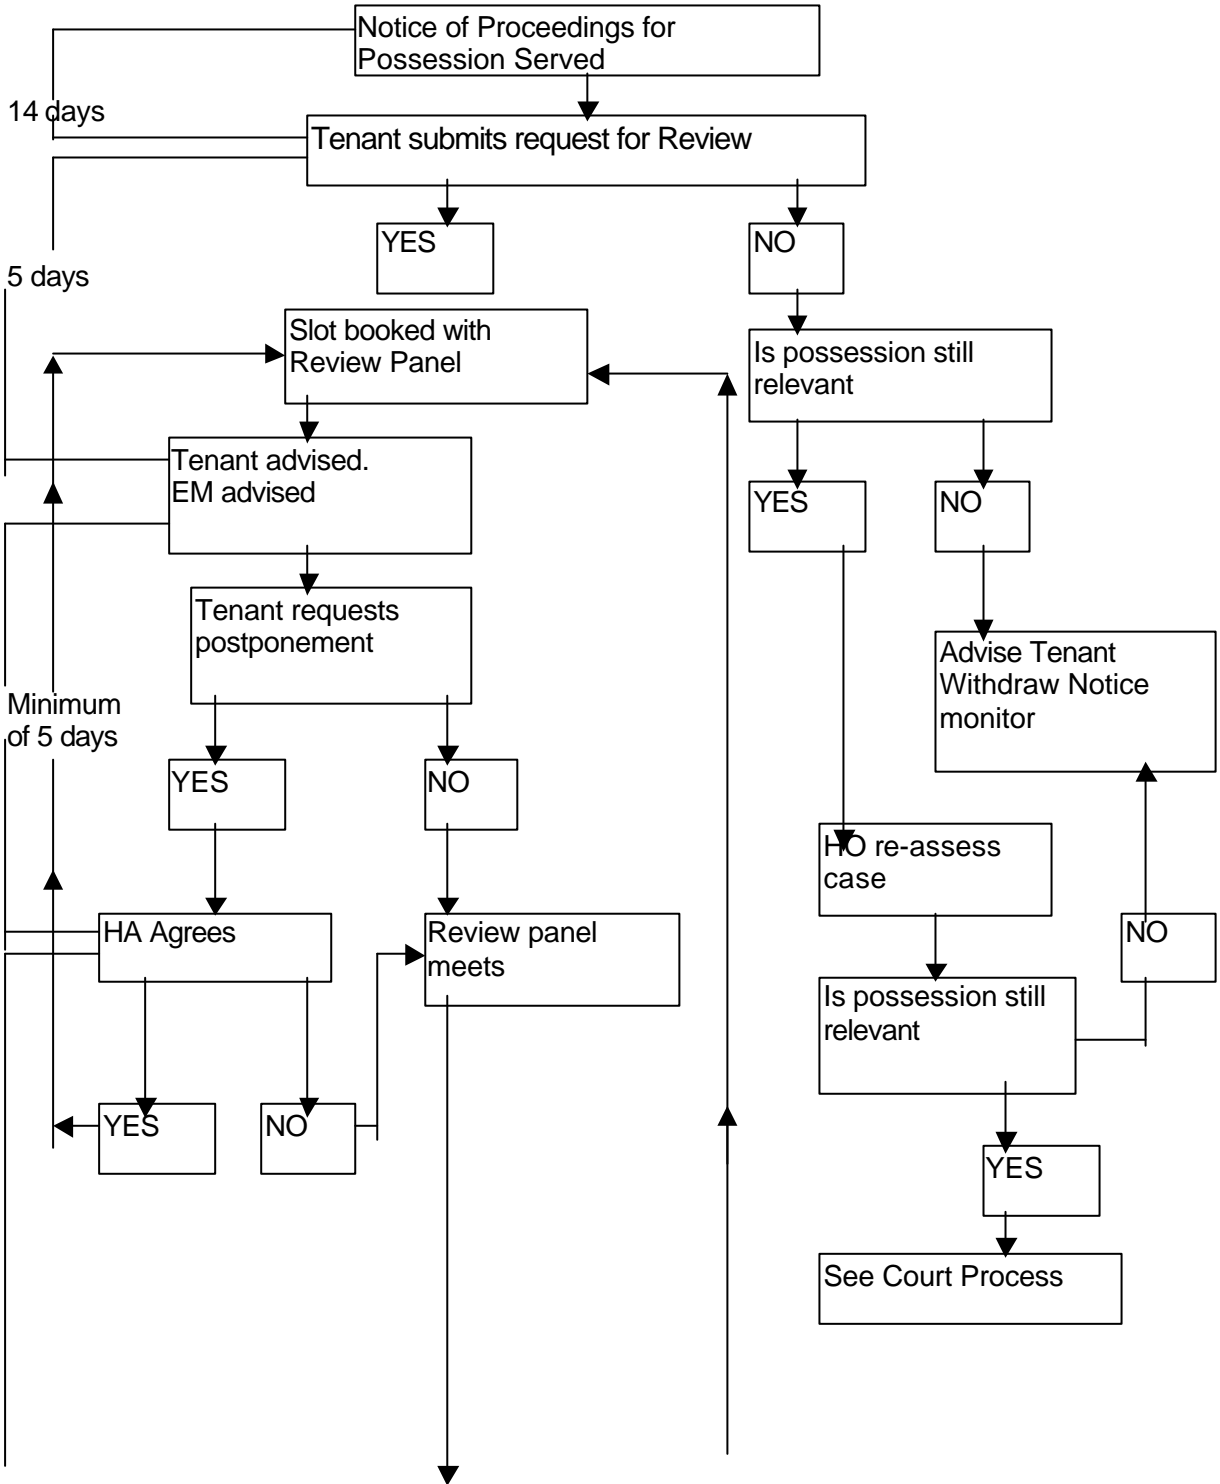 Notice of Proceedings for
Possession Served
14 days
Tenant submits request for Review
YES
NO
5 days
Slot booked with
Review Panel
Is possession still
relevant
Tenant advised.
EM advised
YES
NO
Tenant requests
postponement
Advise Tenant
Withdraw Notice
monitor
Minimum
of 5 days
YES
NO
HO re-assess
case
HA Agrees
Review panel
meets
NO
Is possession still
relevant
YES
NO
YES
See Court Process